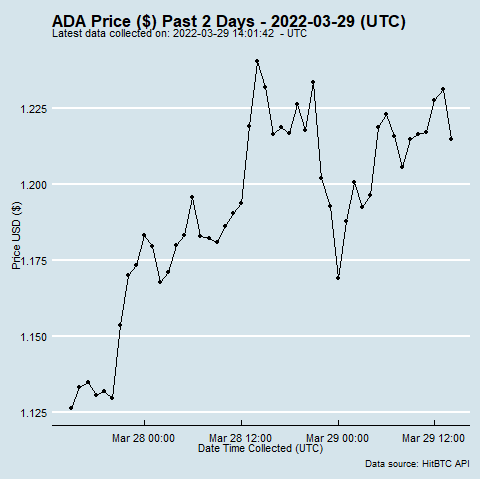 ADA Price ($) Past 2 Days - 2022-03-29 (UTC)
Latest data collected on: 2022-03-29 14:01:42 - UTC
Price USD ($)
1.225
1.200
1.175
1.150
1.125
Mar 28 00:00 Mar 28 12:00 Mar 29 00:00 Mar 29 12:00
Date Time Collected (UTC)
Data source: HitBTC API